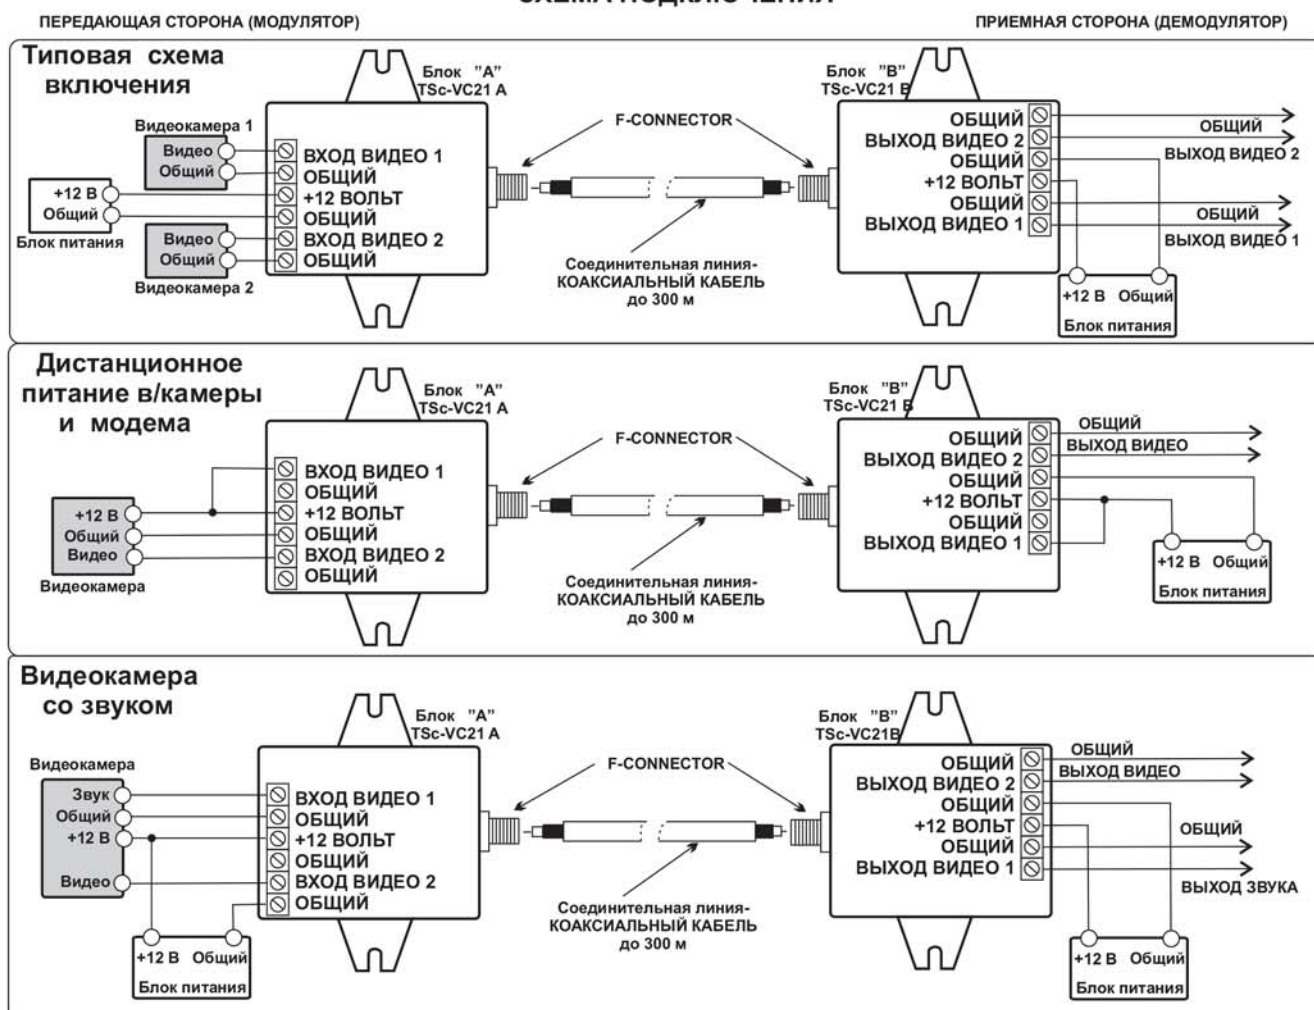 СХЕМА ПОДКЛЮЧЕНИЯ
ПЕРЕДАЮЩАЯ СТОРОНА (МОДУЛЯТОР)
ПРИЕМНАЯ СТОРОНА (ДЕМОДУЛЯТОР)
Типовая схема
включения
Видеокамера 1
Видео
Общий
+12 В
Общий
Блок питания
Видео
Общий
Видеокамера 2
Блок "А"
TSc-VC21 A
ВХОД ВИДЕО 1
ОБЩИЙ
+12 ВОЛЬТ
ОБЩИЙ
ВХОД ВИДЕО 2
ОБЩИЙ
F-CONNECTOR
Соединительная линия-
КОАКСИАЛЬНЫЙ КАБЕЛЬ
до 300 м
Блок "В"
TSc-VC21 B
ОБЩИЙ
ВЫХОД ВИДЕО 2
ОБЩИЙ
+12 ВОЛЬТ
ОБЩИЙ
ВЫХОД ВИДЕО 1
ОБЩИЙ
ВЫХОД ВИДЕО 2
ОБЩИЙ
ВЫХОД ВИДЕО 1
+12 В Общий
Блок питания
Дистанционное
питание в/камеры
и модема
+12 В
Общий
Видео
Видеокамера
Блок "А"
TSc-VC21 A
ВХОД ВИДЕО 1
ОБЩИЙ
+12 ВОЛЬТ
ОБЩИЙ
ВХОД ВИДЕО 2
ОБЩИЙ
F-CONNECTOR
Соединительная линия-
КОАКСИАЛЬНЫЙ КАБЕЛЬ
до 300 м
Блок "В"
TSc-VC21 B
ОБЩИЙ
ВЫХОД ВИДЕО 2
ОБЩИЙ
+12 ВОЛЬТ
ОБЩИЙ
ВЫХОД ВИДЕО 1
ОБЩИЙ
ВЫХОД ВИДЕО
+12 В Общий
Блок питания
Видеокамера
со звуком
Видеокамера
Звук
Общий
+12 В
Видео
+12 В Общий
Блок питания
Блок "А"
TSc-VC21 A
ВХОД ВИДЕО 1
ОБЩИЙ
+12 ВОЛЬТ
ОБЩИЙ
ВХОД ВИДЕО 2
ОБЩИЙ
F-CONNECTOR
Соединительная линия-
КОАКСИАЛЬНЫЙ КАБЕЛЬ
до 300 м
Блок "В"
TSc-VC21B
ОБЩИЙ
ВЫХОД ВИДЕО 2
ОБЩИЙ
+12 ВОЛЬТ
ОБЩИЙ
ВЫХОД ВИДЕО 1
ОБЩИЙ
ВЫХОД ВИДЕО
ОБЩИЙ
ВЫХОД ЗВУКА
+12 В Общий
Блок питания